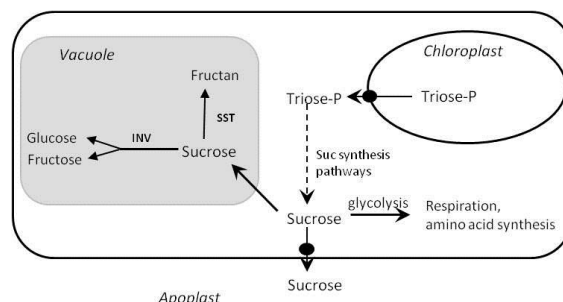 Vacuole
Chloroplast
Fructan
Triose-P
Triose-P
SST
Glucose
INV
Fructose
Sucrose
Suc synthesis
pathways
glycolysis
Respiration,
Sucrose
amino acid synthesis
Sucrose
Apoplast